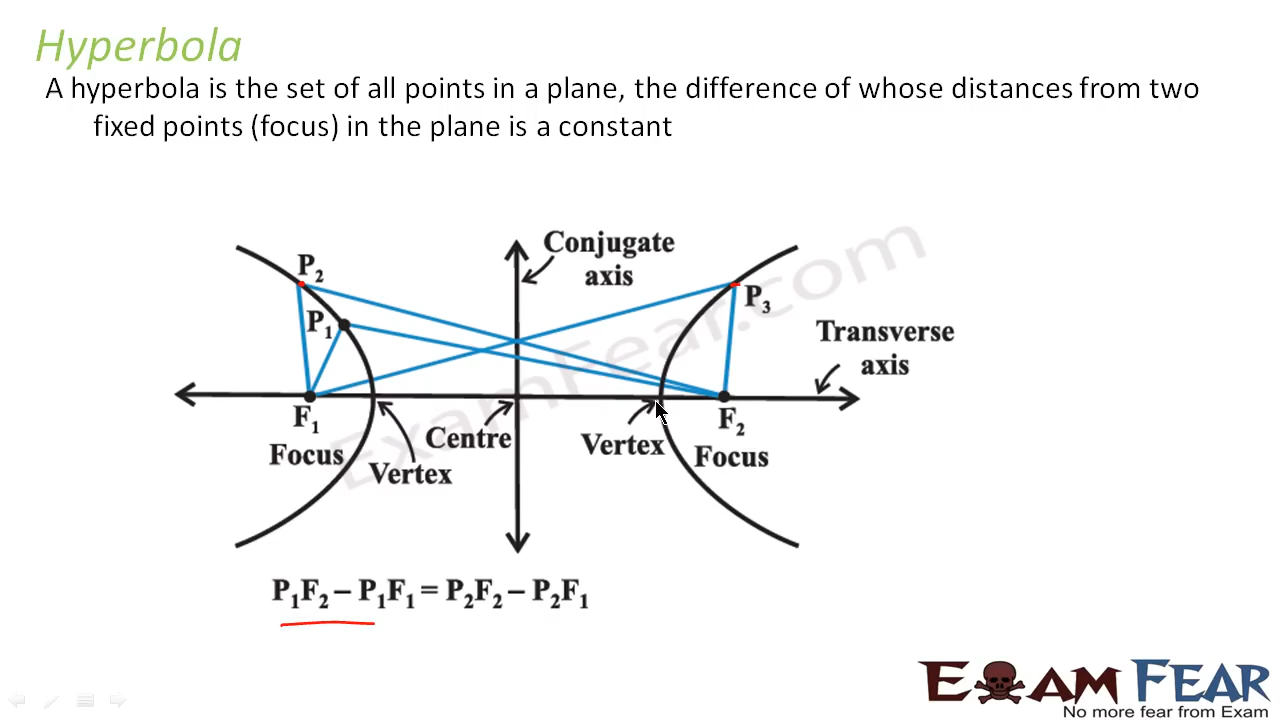 Hyperbola
A hyperbola is the set of all points in a plane, the difference of whose distances from two
fixed points (focus) in the plane is a constant
Conjugate
axis
P₂
P₁
P₃
Transverse
axis
F₁
Focus
Vertex
Centre
Vertex
F₂
Focus
ExamFear.com
P₁F₂ – P₁F₁ = P₂F₂ – P₂F₁
EXAM FEAR
No more fear from Exam